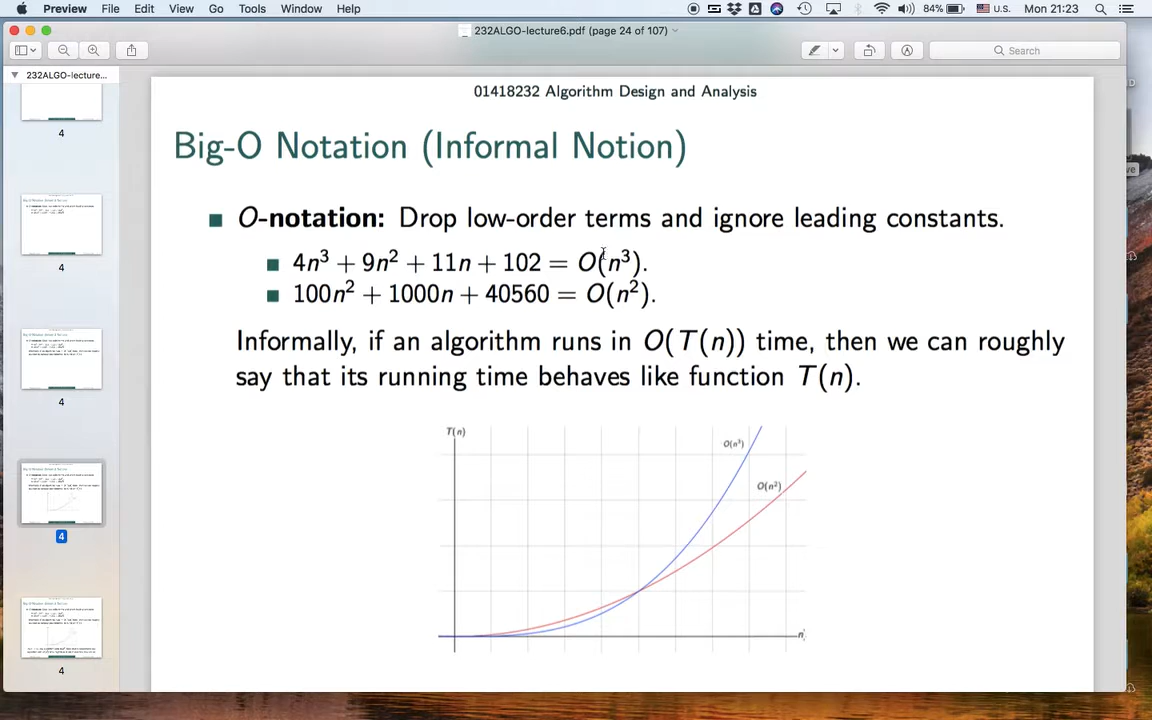 Preview File Edit View Go Tools Window Help 84% U.S. Mon 21:23
232ALGO-lecture6.pdf (page 24 of 107)
Search
232ALGO-lecture...
4
4
4
4
4
01418232 Algorithm Design and Analysis
Big-O Notation (Informal Notion)
O-notation: Drop low-order terms and ignore leading constants.
4n³ + 9n² + 11n + 102 = O(n³).
100n² + 1000n + 40560 = O(n²).
Informally, if an algorithm runs in O(T(n)) time, then we can roughly
say that its running time behaves like function T(n).
T(n)
O(n³)
O(n²)
n